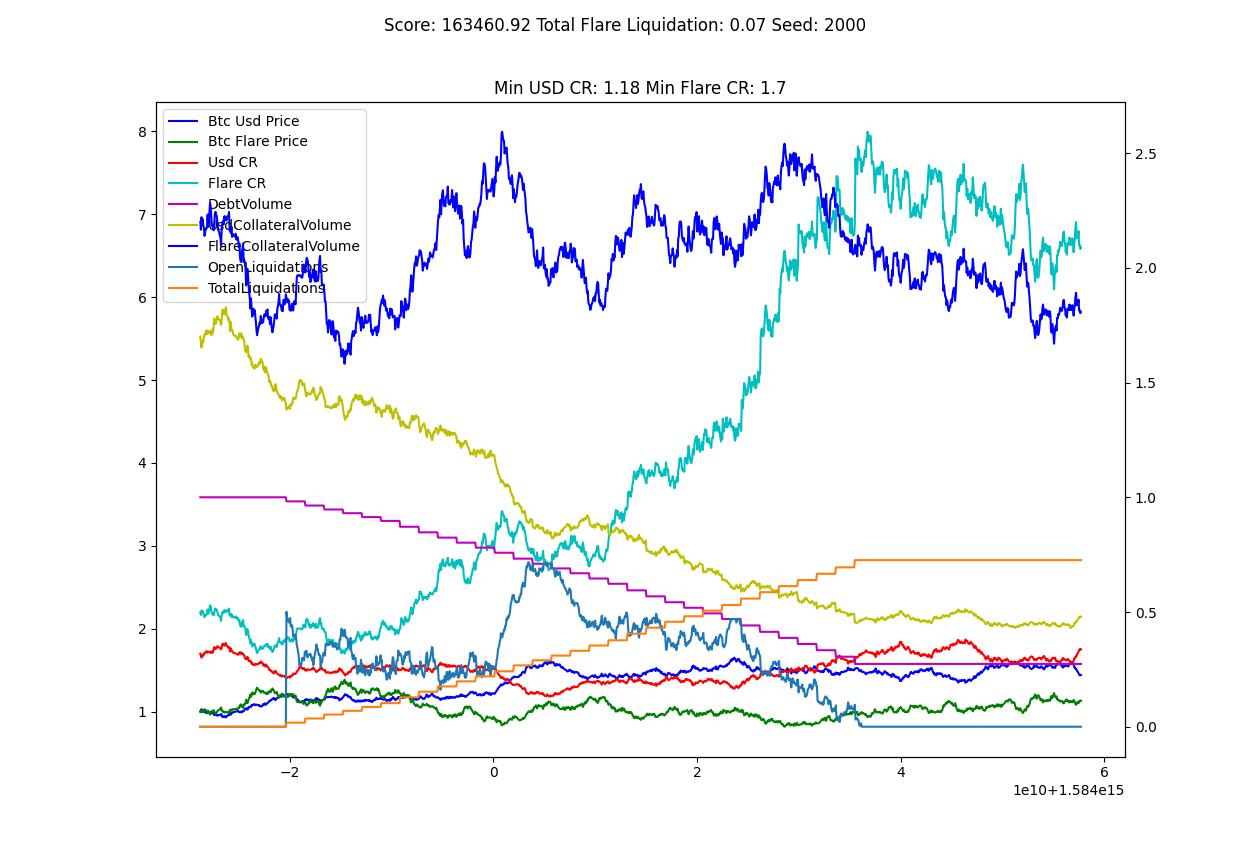 Score: 163460.92 Total Flare Liquidation: 0.07 Seed: 2000
Min USD CR: 1.18 Min Flare CR: 1.7
Btc Usd Price
Btc Flare Price
Usd CR
Flare CR
DebtVolume
UsdCollateralVolume
FlareCollateralVolume
OpenLiquidations
TotalLiquidations
8
7
6
5
4
3
2
1
2.5
2.0
1.5
1.0
0.5
0.0
−2
0
2
4
6
1e10+1.584e15